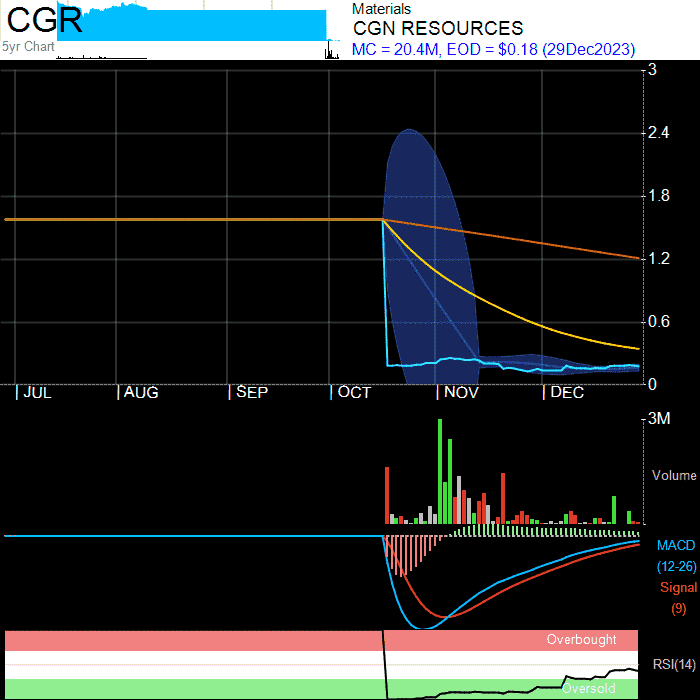 CGR
Materials
CGN RESOURCES
5yr Chart
MC = 20.4M, EOD = $0.18 (29Dec2023)
3
2.4
1.8
1.2
0.6
0
JUL AUG SEP OCT NOV DEC
3M
Volume
MACD
(12-26)
Signal
(9)
Overbought
RSI(14)
Oversold